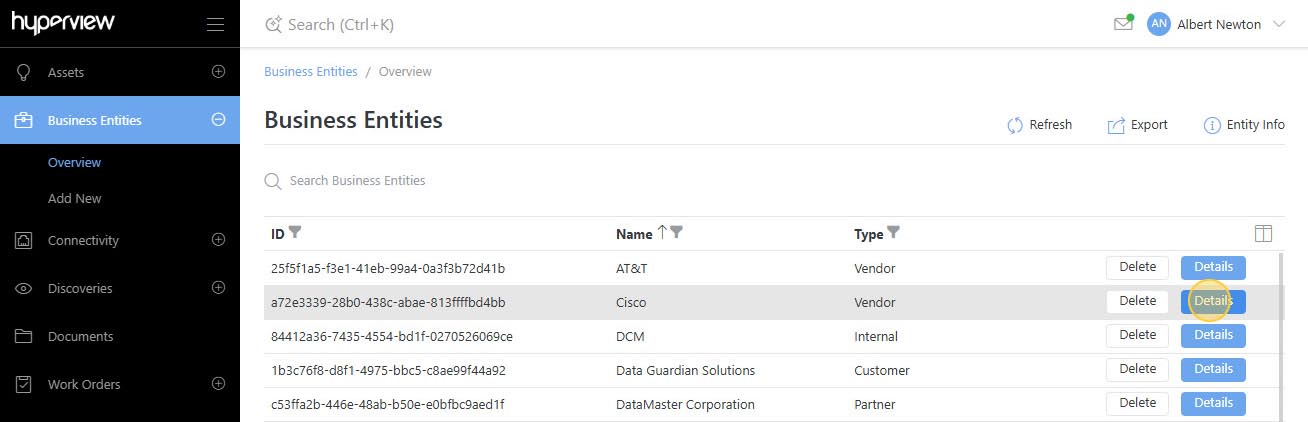 hyperview
Search (Ctrl+K)
AN Albert Newton
Assets
Business Entities
Overview
Add New
Connectivity
Discoveries
Documents
Work Orders
Business Entities / Overview
Business Entities
Refresh Export Entity Info
Search Business Entities
ID Name Type
25f5f1a5-f3e1-41eb-99a4-0a3f3b72d41b AT&T Vendor Delete Details
a72e3339-28b0-438c-abae-813ffffbd4bb Cisco Vendor Delete Details
84412a36-7435-4554-bd1f-0270526069ce DCM Internal Delete Details
1b3c76f8-d8f1-4975-bbc5-c8ae99f44a92 Data Guardian Solutions Customer Delete Details
c53ffa2b-446e-48ab-b50e-e0bfbc9aed1f DataMaster Corporation Partner Delete Details